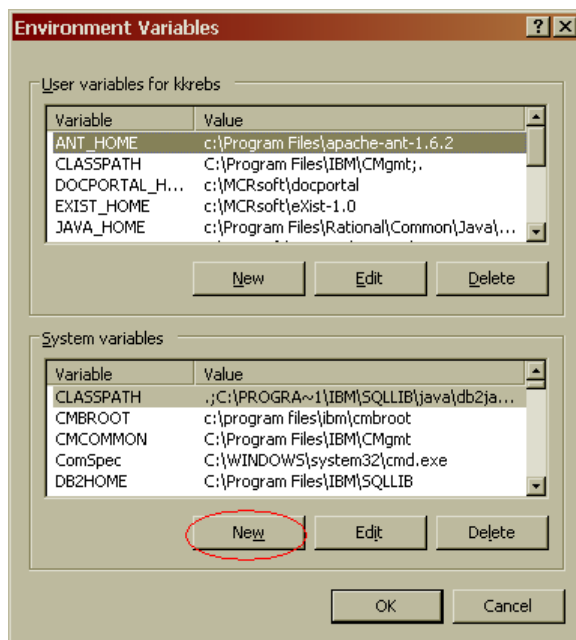 Environment Variables
User variables for kkrebs
Variable Value
ANT_HOME c:\Program Files\apache-ant-1.6.2
CLASSPATH C:\Program Files\IBM\CMgmt;.
DOCPORTAL_H... c:\MCRsoft\docportal
EXIST_HOME c:\MCRsoft\eXist-1.0
JAVA_HOME c:\Program Files\Rational\Common\Java\...
New Edit Delete
System variables
Variable Value
CLASSPATH .;C:\PROGRA~1\IBM\SQLLIB\java\db2ja...
CMBROOT c:\program files\ibm\cmbroot
CMCOMMON C:\Program Files\IBM\CMgmt
ComSpec C:\WINDOWS\system32\cmd.exe
DB2HOME C:\Program Files\IBM\SQLLIB
New Edit Delete
OK Cancel